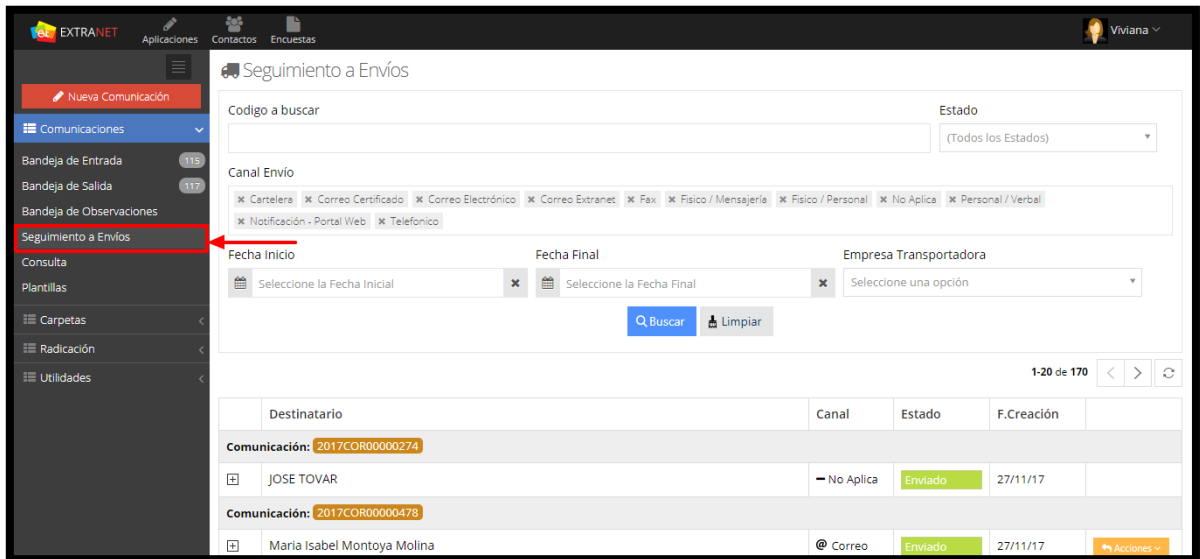 EXTRANET
Aplicaciones
Contactos
Encuestas
Viviana
Nueva Comunicación
Comunicaciones
Bandeja de Entrada 115
Bandeja de Salida 117
Bandeja de Observaciones
Seguimiento a Envíos
Consulta
Plantillas
Carpetas
Radicación
Utilidades
Seguimiento a Envíos
Codigo a buscar
Estado
(Todos los Estados)
Canal Envío
Cartelera Correo Certificado Correo Electrónico Correo Extranet Fax Fisico / Mensajería Fisico / Personal No Aplica Personal / Verbal
Notificación - Portal Web Telefonico
Fecha Inicio Fecha Final Empresa Transportadora
Seleccione la Fecha Inicial Seleccione la Fecha Final Seleccione una opción
Buscar Limpiar
1-20 de 170
Destinatario Canal Estado F.Creación
Comunicación: 2017COR00000274
JOSE TOVAR No Aplica Enviado 27/11/17
Comunicación: 2017COR00000478
Maria Isabel Montoya Molina @ Correo Enviado 27/11/17 Acciones